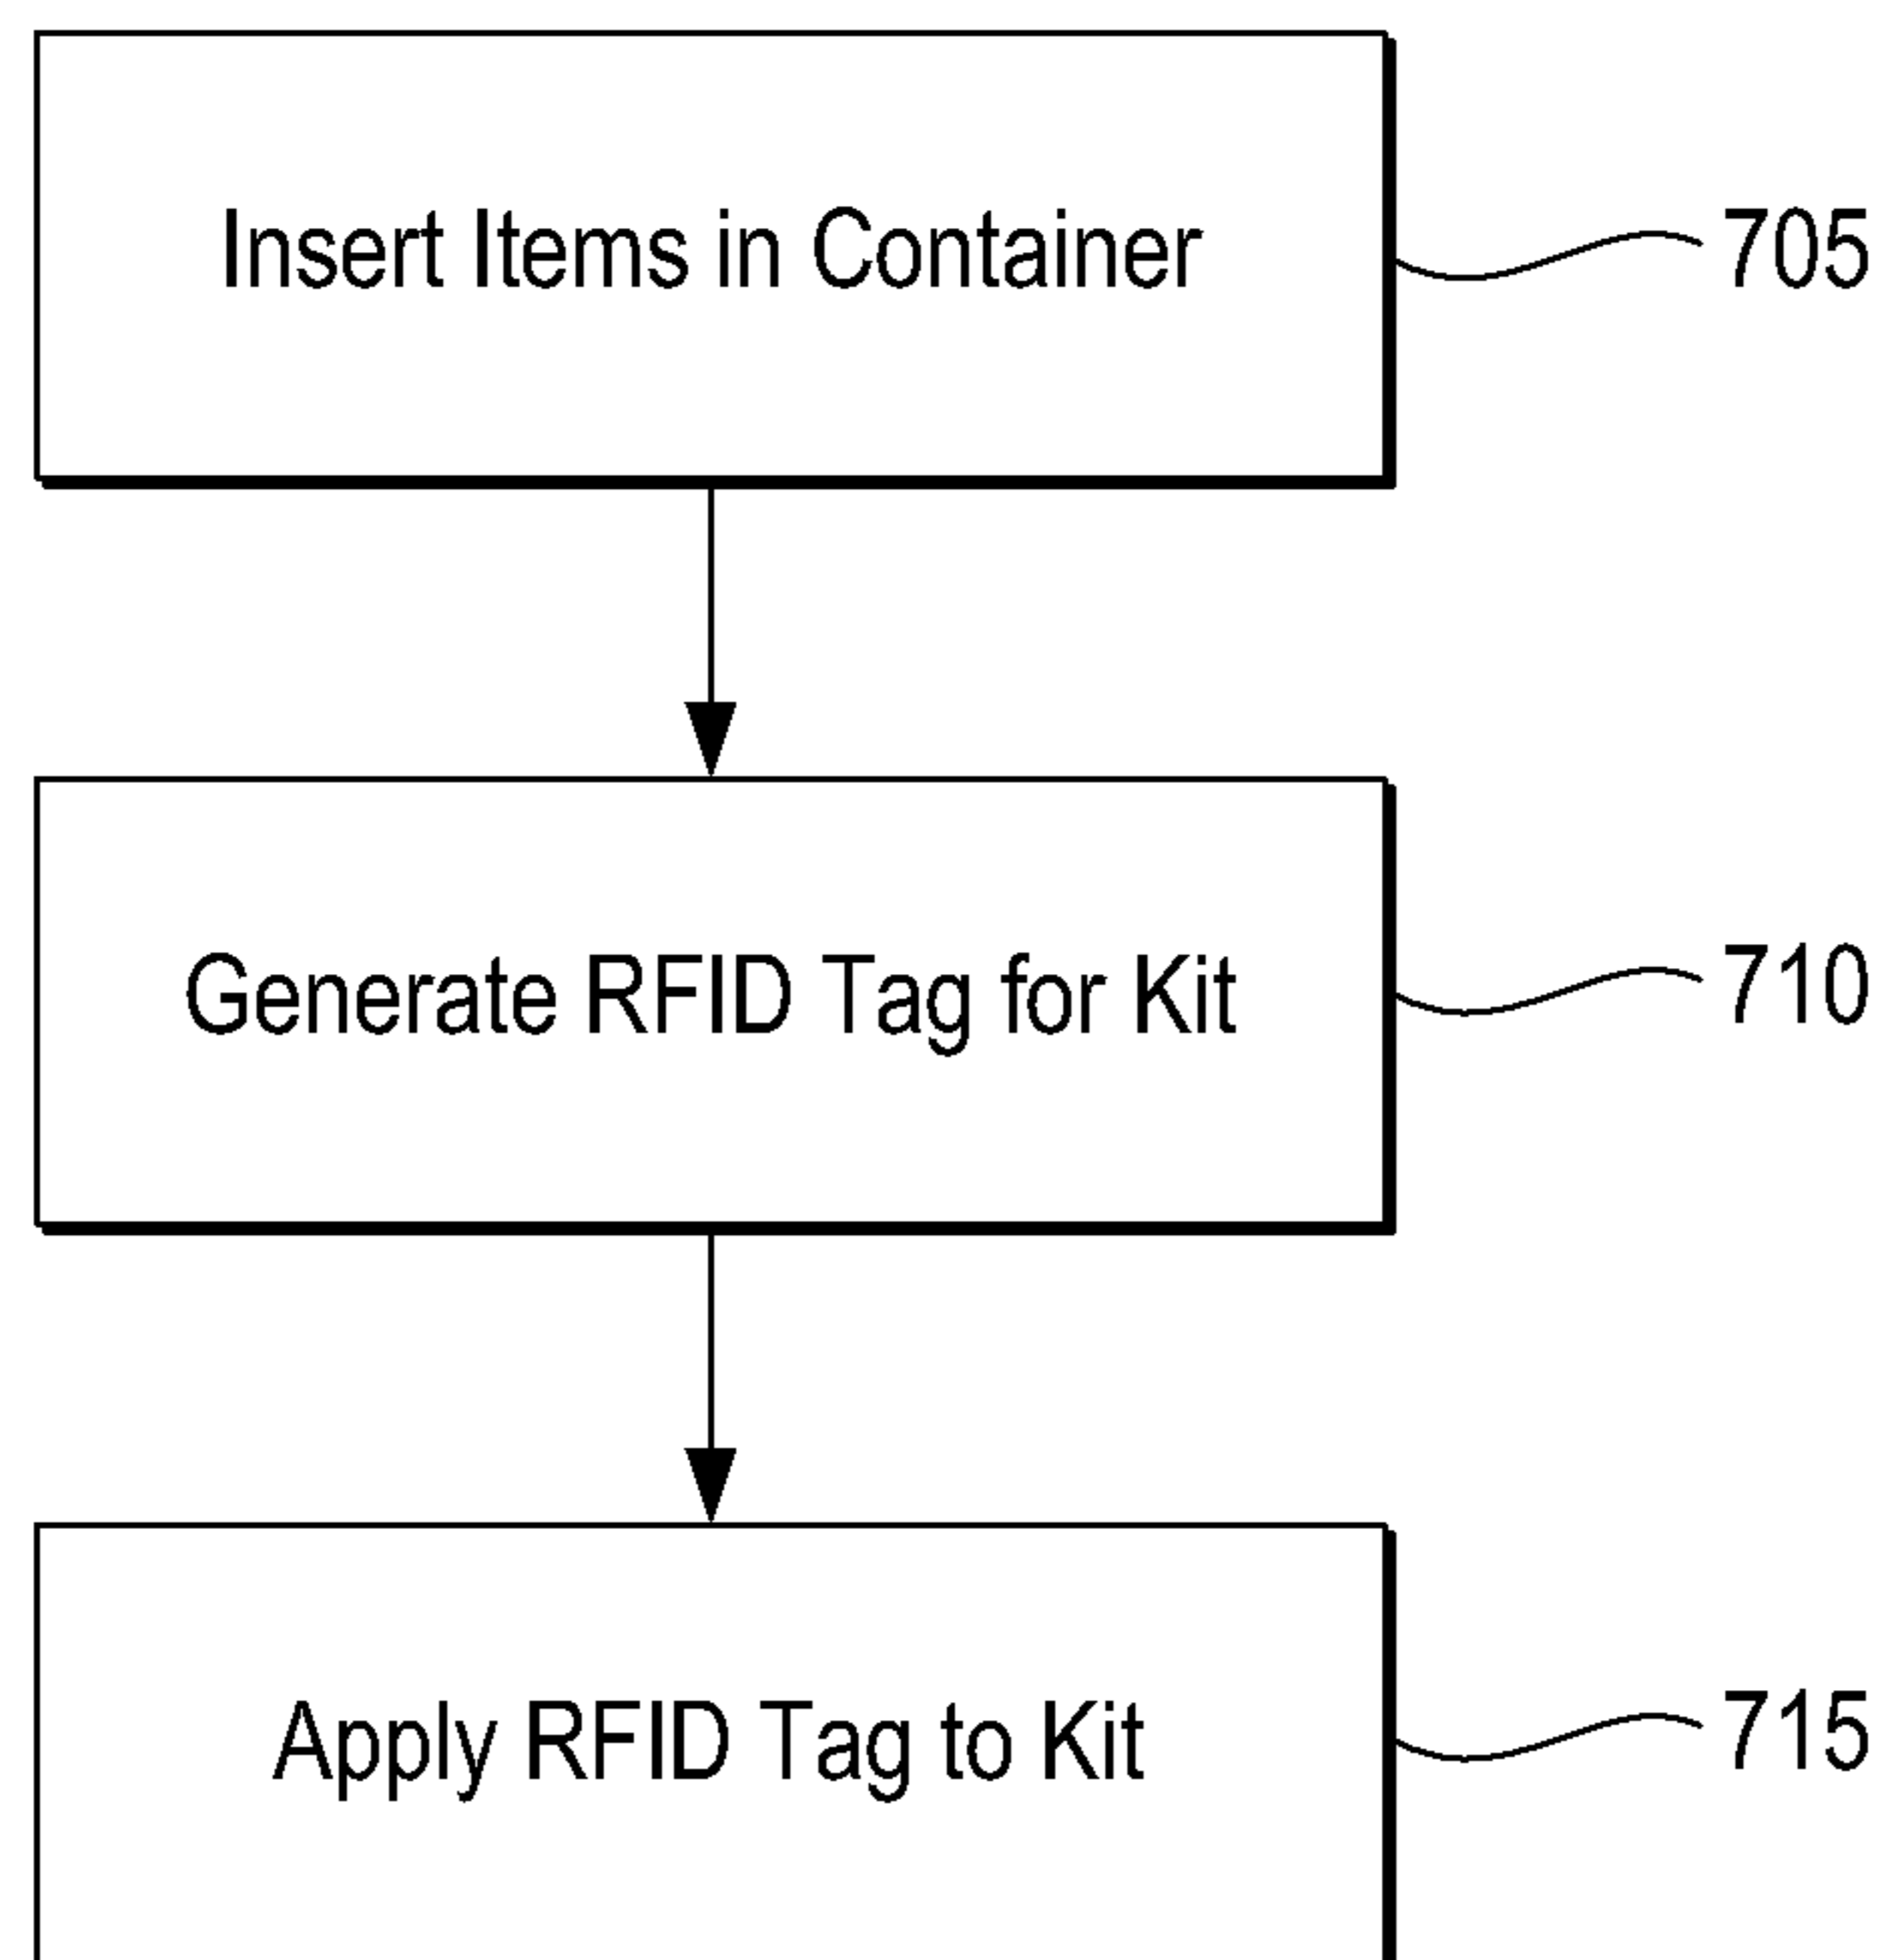 Insert Items in Container
705
Generate RFID Tag for Kit
710
Apply RFID Tag to Kit
715